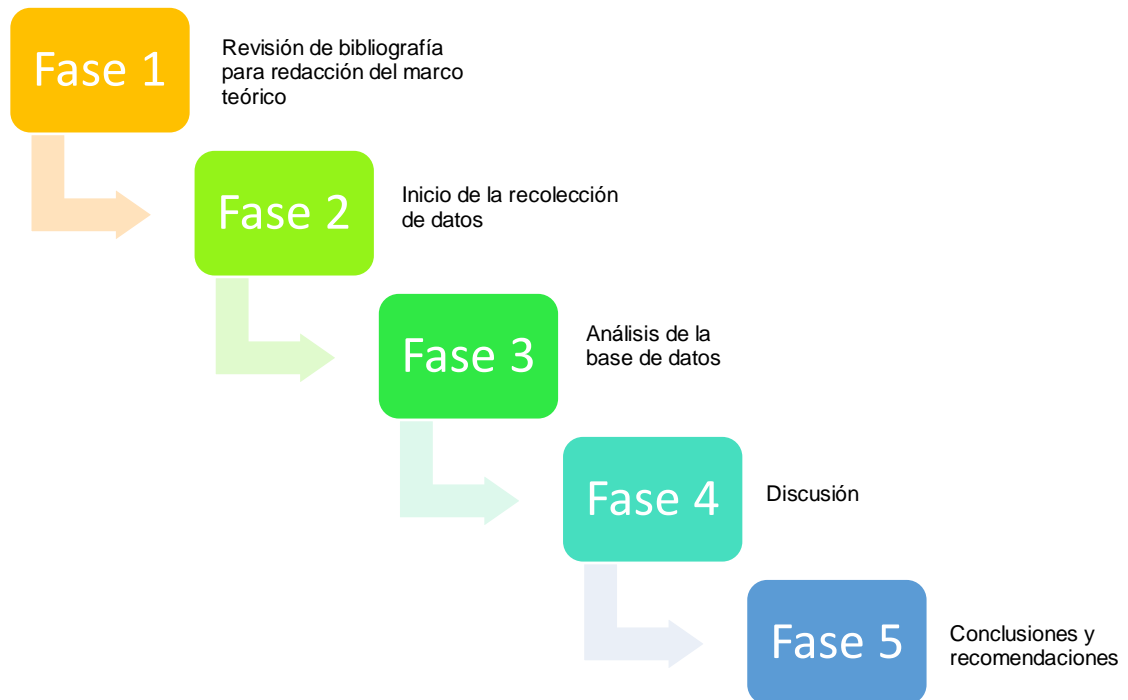 Fase 1
Revisión de bibliografía
para redacción del marco
teórico
Fase 2
Inicio de la recolección
de datos
Fase 3
Análisis de la
base de datos
Fase 4
Discusión
Fase 5
Conclusiones y
recomendaciones